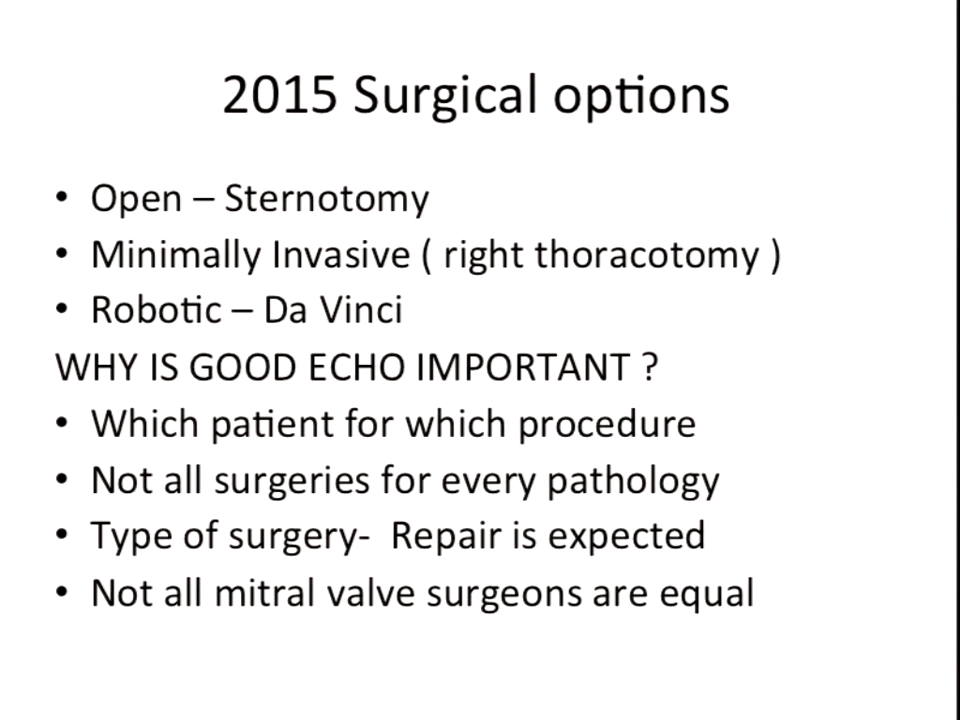 2015 Surgical options
• Open – Sternotomy
• Minimally Invasive ( right thoracotomy )
• Robotic – Da Vinci
WHY IS GOOD ECHO IMPORTANT ?
• Which patient for which procedure
• Not all surgeries for every pathology
• Type of surgery-  Repair is expected
• Not all mitral valve surgeons are equal